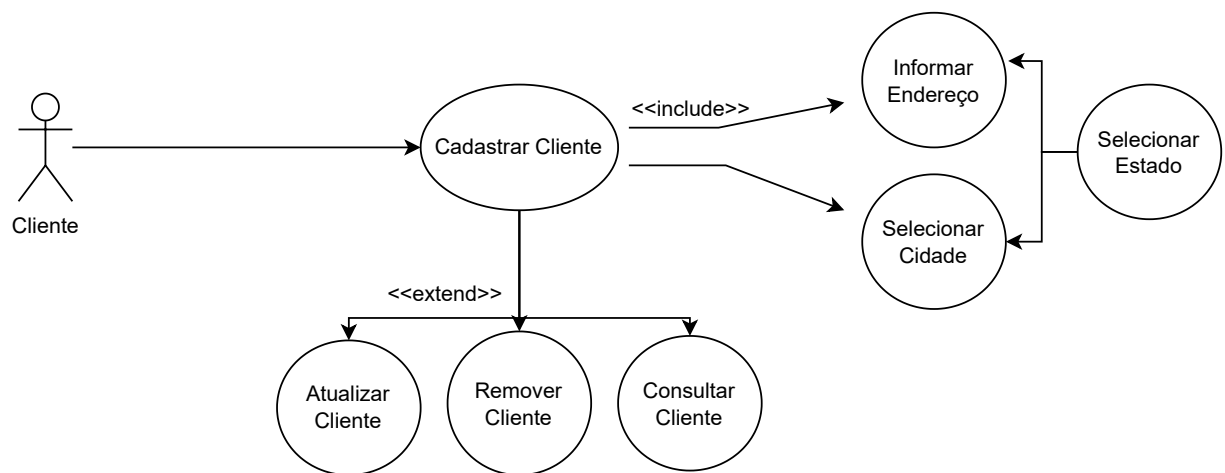 Cliente
Cadastrar Cliente
<<include>>
Informar
Endereço
Selecionar
Cidade
Selecionar
Estado
<<extend>>
Atualizar
Cliente
Remover
Cliente
Consultar
Cliente